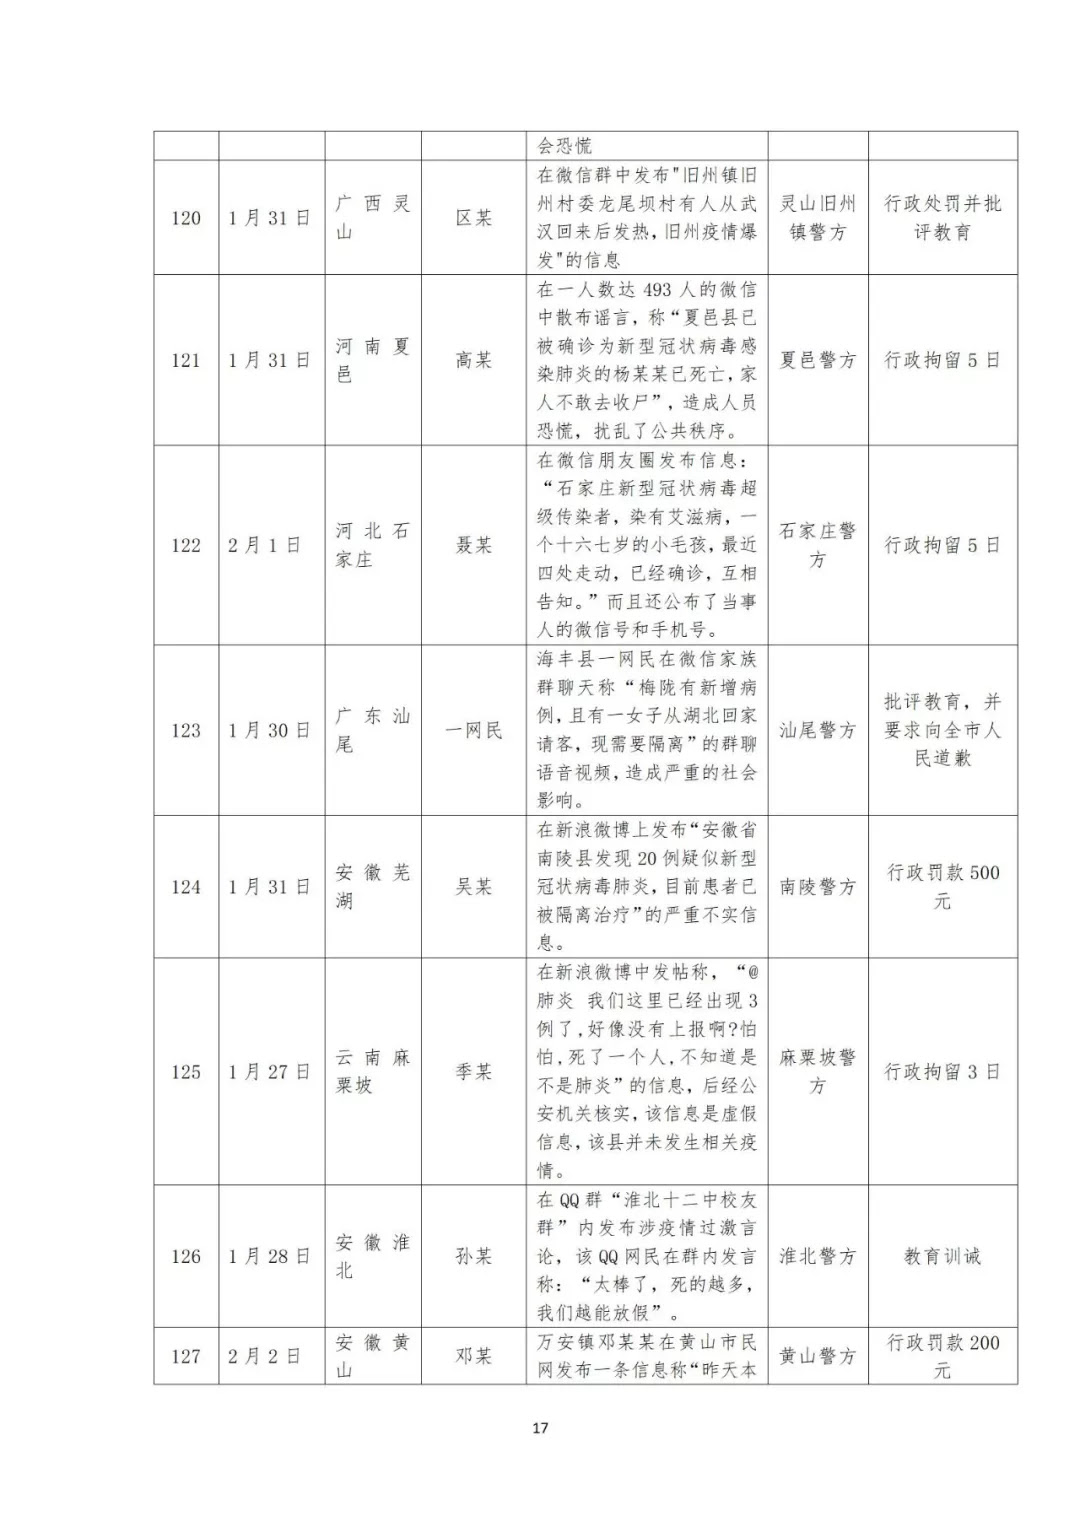 会恐慌
120
1 月 31 日
广西灵
山
区某
在微信群中发布"旧州镇旧
州村委龙尾坝村有人从武
汉回来后发热，旧州疫情爆
发"的信息
灵山旧州
镇警方
行政处罚并批
评教育
121
1 月 31 日
河南夏
邑
高某
在一人数达 493 人的微信
中散布谣言，称“夏邑县已
被确诊为新型冠状病毒感
染肺炎的杨某某已死亡，家
人不敢去收尸”，造成人员
恐慌，扰乱了公共秩序。
夏邑警方
行政拘留 5 日
122
2 月 1 日
河北石
家庄
聂某
在微信朋友圈发布信息：
“石家庄新型冠状病毒超
级传染者，染有艾滋病，一
个十六七岁的小毛孩，最近
四处走动，已经确诊，互相
告知。”而且还公布了当事
人的微信号和手机号。
石家庄警
方
行政拘留 5 日
123
1 月 30 日
广东汕
尾
一网民
海丰县一网民在微信家族
群聊天称“梅陇有新增病
例，且有一女子从湖北回家
请客，现需要隔离”的群聊
语音视频，造成严重的社会
影响。
汕尾警方
批评教育，并
要求向全市人
民道歉
124
1 月 31 日
安徽芜
湖
吴某
在新浪微博上发布“安徽省
南陵县发现 20 例疑似新型
冠状病毒肺炎，目前患者已
被隔离治疗”的严重不实信
息。
南陵警方
行政罚款 500
元
125
1 月 27 日
云南麻
栗坡
季某
在新浪微博中发帖称，“@
肺炎 我们这里已经出现 3
例了,好像没有上报啊?怕
怕,死了一个人,不知道是
不是肺炎”的信息，后经公
安机关核实，该信息是虚假
信息，该县并未发生相关疫
情。
麻栗坡警
方
行政拘留 3 日
126
1 月 28 日
安徽淮
北
孙某
在 QQ 群“淮北十二中校友
群”内发布涉疫情过激言
论，该 QQ 网民在群内发言
称：“太棒了，死的越多，
我们越能放假”。
淮北警方
教育训诫
127
2 月 2 日
安徽黄
山
邓某
万安镇邓某某在黄山市民
网发布一条信息称“昨天本
黄山警方
行政罚款 200
元
17